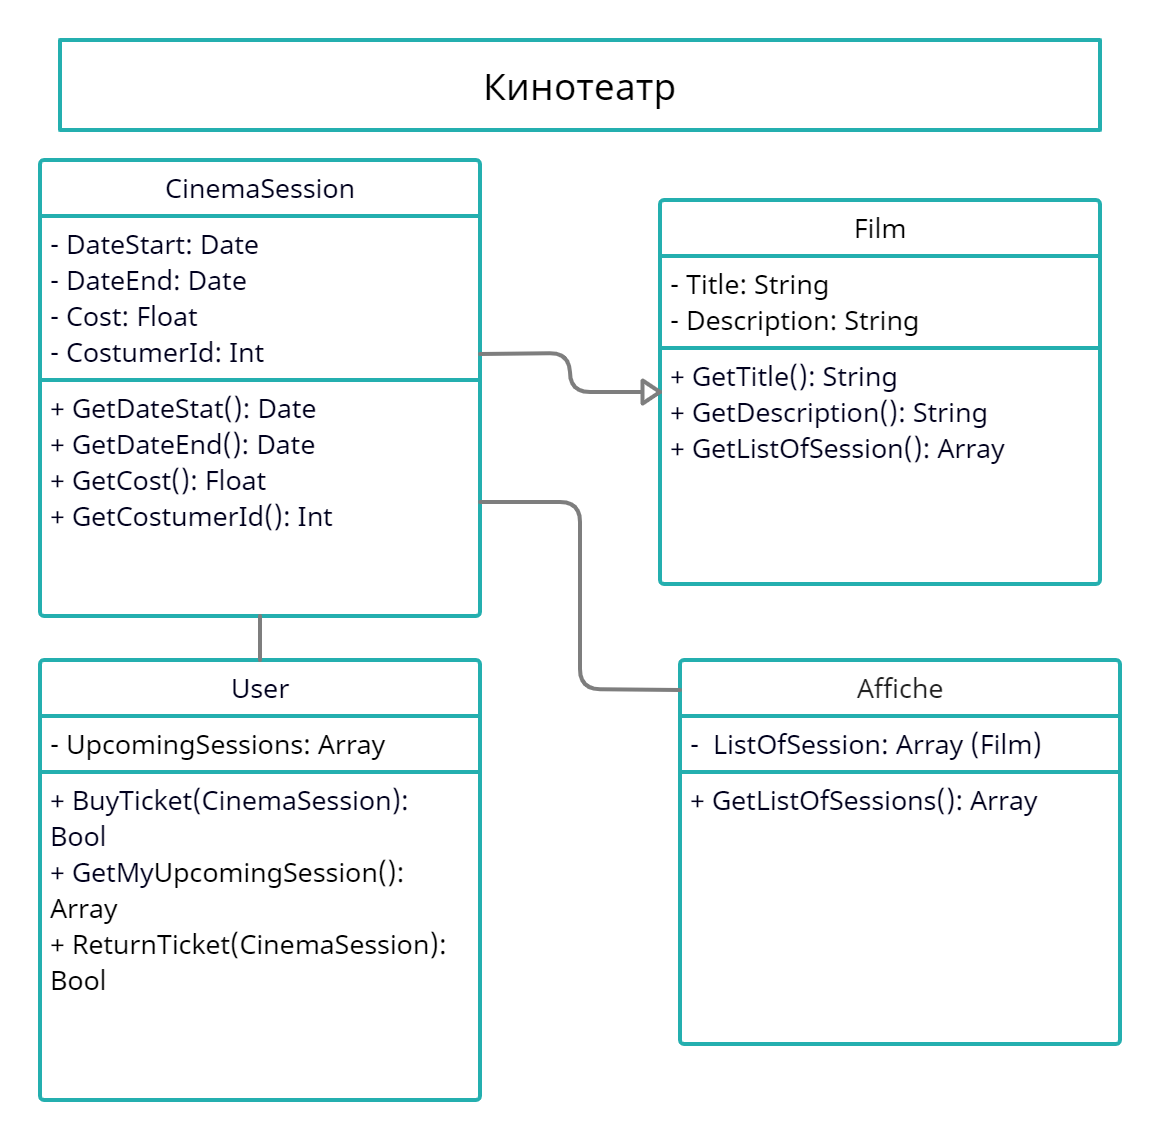 Кинотеатр
CinemaSession
- DateStart: Date
- DateEnd: Date
- Cost: Float
- CostumerId: Int
+ GetDateStat(): Date
+ GetDateEnd(): Date
+ GetCost(): Float
+ GetCostumerId(): Int
Film
- Title: String
- Description: String
+ GetTitle(): String
+ GetDescription(): String
+ GetListOfSession(): Array
User
- UpcomingSessions: Array
+ BuyTicket(CinemaSession):
Bool
+ GetMyUpcomingSession():
Array
+ ReturnTicket(CinemaSession):
Bool
Affiche
- ListOfSession: Array (Film)
+ GetListOfSessions(): Array